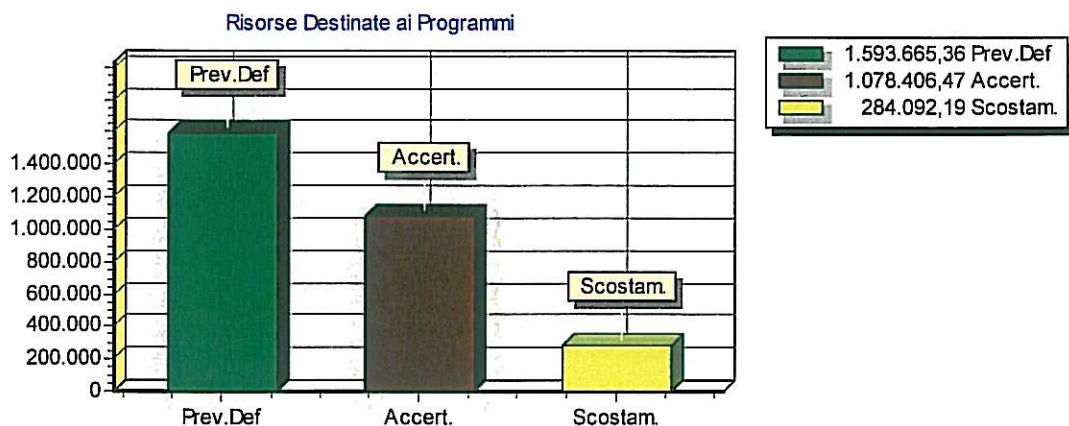 Risorse Destinate ai Programmi
1.593.665,36 Prev.Def
1.078.406,47 Accert.
284.092,19 Scostam.
Prev.Def
Accert.
Scostam.
1.400.000
1.200.000
1.000.000
800.000
600.000
400.000
200.000
0
Prev.Def Accert. Scostam.